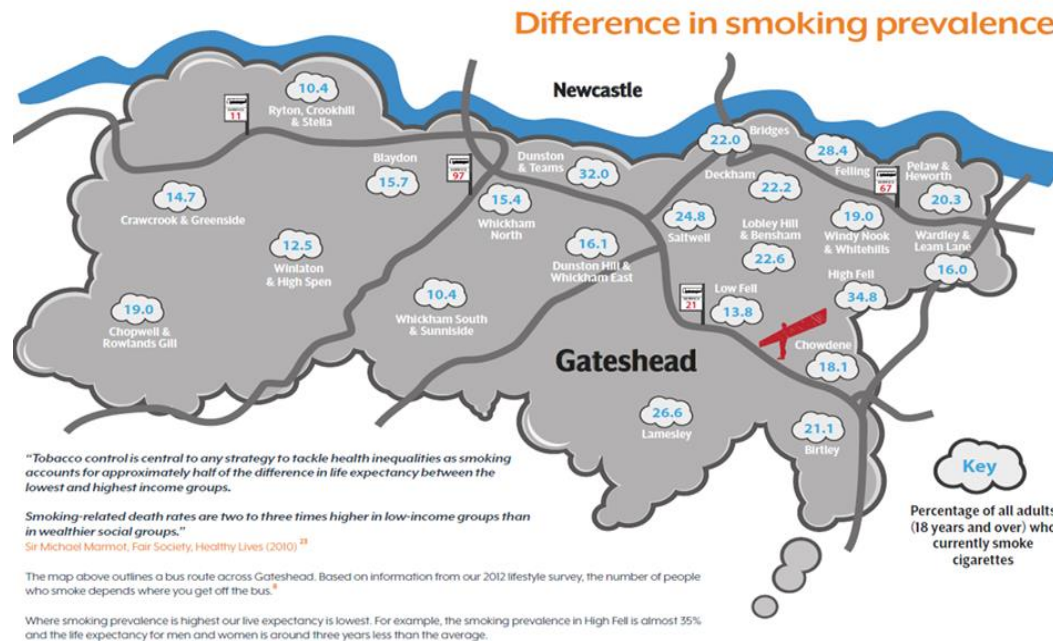 Difference in smoking prevalence
Newcastle
10.4
Ryton, Crookhill
& Stella
11
Blaydon
15.7
97
Dunston
& Teams
32.0
22.0
Bridges
28.4
Felling
Pelaw &
Heworth
67
20.3
14.7
Crawcrook & Greenside
15.4
Whickham
North
Deckham
22.2
24.8
Saltwell
Lobley Hill
& Bensham
22.6
19.0
Windy Nook
& Whitehills
Wardley &
Leam Lane
16.0
12.5
Winlaton
& High Spen
16.1
Dunston Hill &
Whickham East
High Fell
34.8
Low Fell
13.8
21
19.0
Chopwell &
Rowlands Gill
10.4
Whickham South
& Sunniside
Gateshead
Chowdene
18.1
26.6
Lamesley
21.1
Birtley
Key
Percentage of all adults
(18 years and over) who
currently smoke
cigarettes
"Tobacco control is central to any strategy to tackle health inequalities as smoking
accounts for approximately half of the difference in life expectancy between the
lowest and highest income groups.
Smoking-related death rates are two to three times higher in low-income groups than
in wealthier social groups."
Sir Michael Marmot, Fair Society, Healthy Lives (2010) 23
The map above outlines a bus route across Gateshead. Based on information from our 2012 lifestyle survey, the number of people
who smoke depends where you get off the bus.
Where smoking prevalence is highest our live expectancy is lowest. For example, the smoking prevalence in High Fell is almost 35%
and the life expectancy for men and women is around three years less than the average.